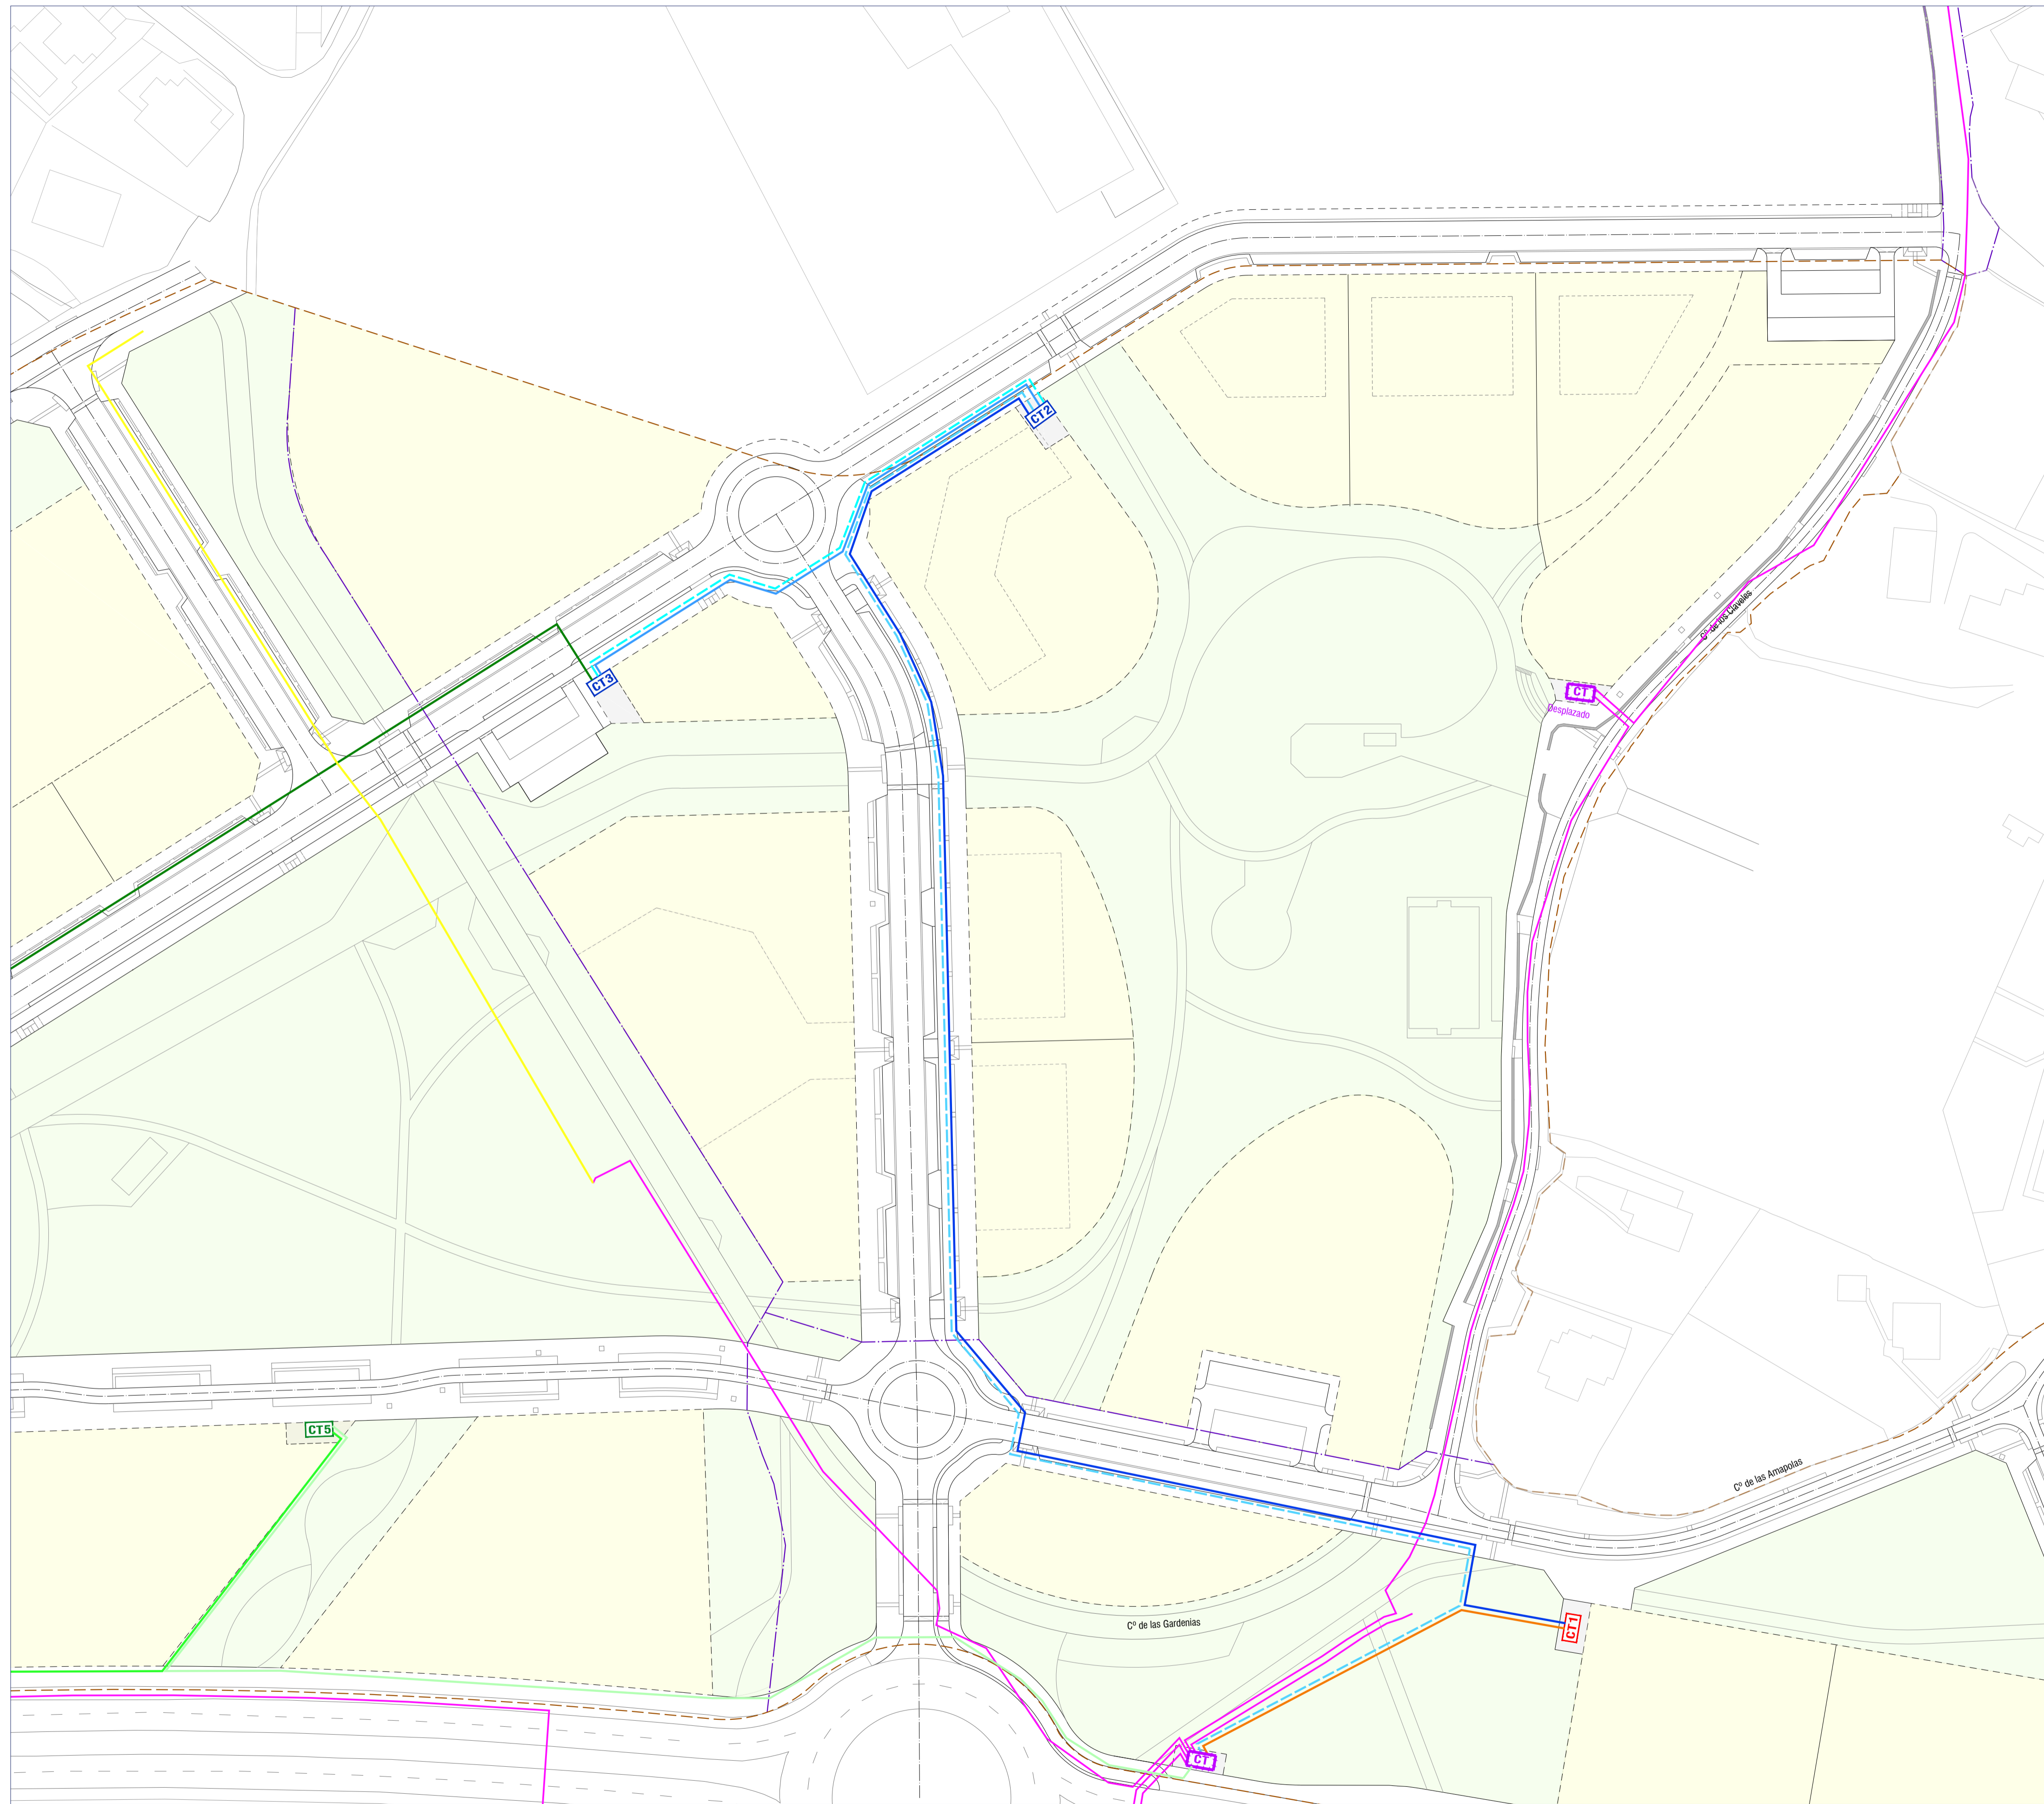 CT2
Cº de los Claveles
CT3
CT
Desplazado
CT5
Cº de las Amapolas
Cº de las Gardenias
CT1
CT